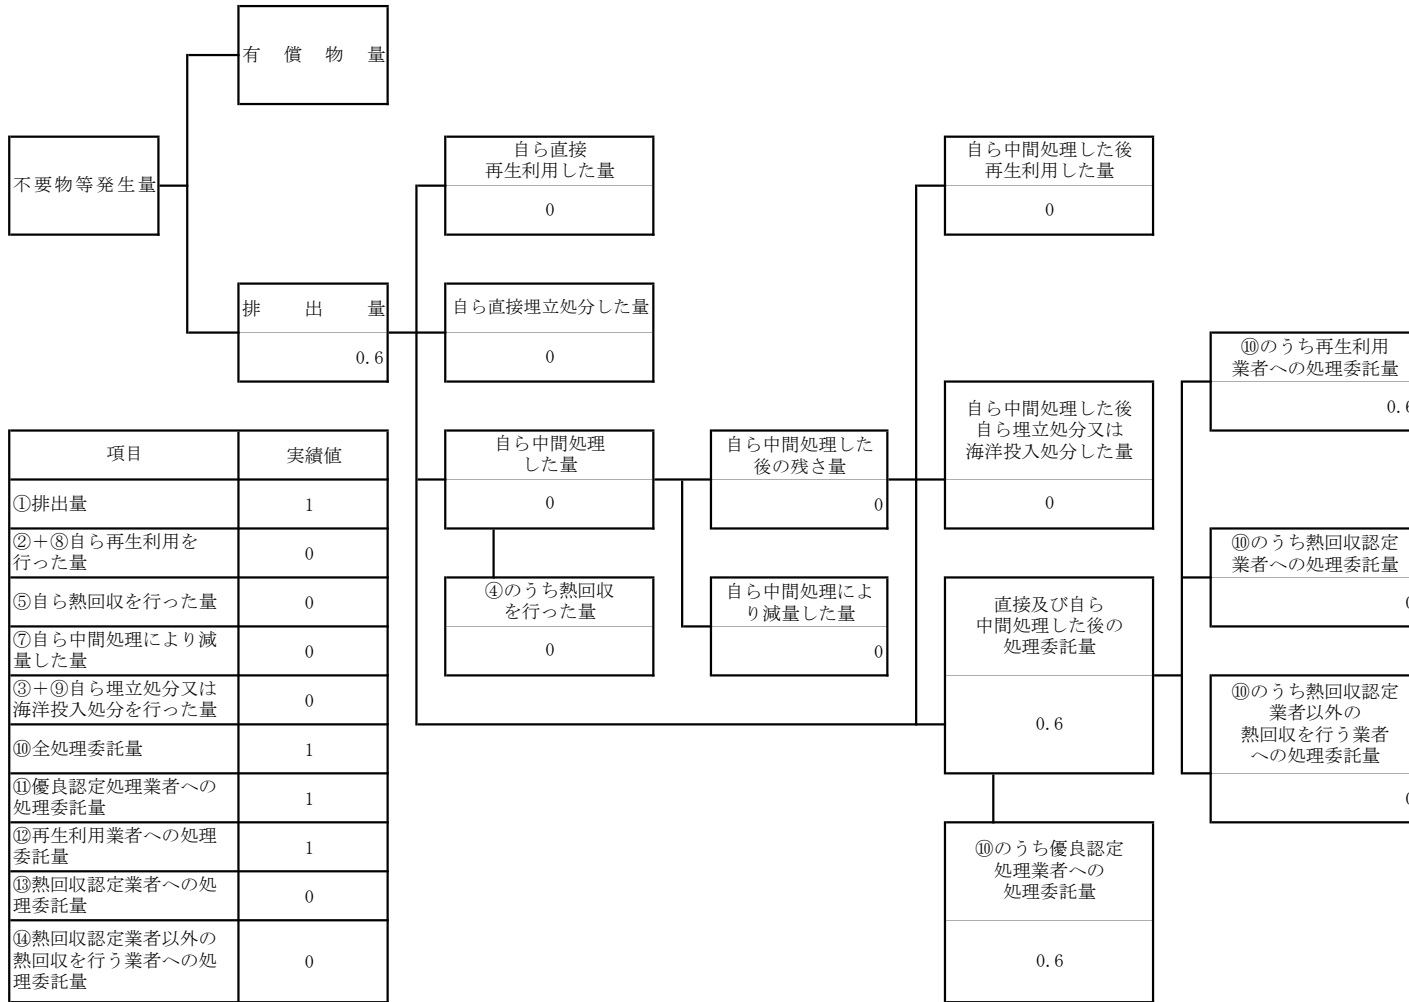 有償物量
不要物等発生量
自ら直接
再生利用した量
0
自ら中間処理した後
再生利用した量
0
排出量
0.6
自ら直接埋立処分した量
0
⑩のうち再生利用
業者への処理委託量
0.6
自ら中間処理
した量
0
自ら中間処理した
後の残さ量
0
自ら中間処理した後
自ら埋立処分又は
海洋投入処分した量
0
⑩のうち熱回収認定
業者への処理委託量
0
④のうち熱回収
を行った量
0
自ら中間処理によ
り減量した量
0
直接及び自ら
中間処理した後の
処理委託量
0.6
⑩のうち熱回収認定
業者以外の
熱回収を行う業者
への処理委託量
0
⑩のうち優良認定
処理業者への
処理委託量
0.6
項目 実績値
①排出量 1
②+⑧自ら再生利用を
行った量 0
⑤自ら熱回収を行った量 0
⑦自ら中間処理により減
量した量 0
③+⑨自ら埋立処分又は
海洋投入処分を行った量 0
⑩全処理委託量 1
⑪優良認定処理業者への
処理委託量 1
⑫再生利用業者への処理
委託量 1
⑬熱回収認定業者への処
理委託量 0
⑭熱回収認定業者以外の
熱回収を行う業者への処
理委託量 0